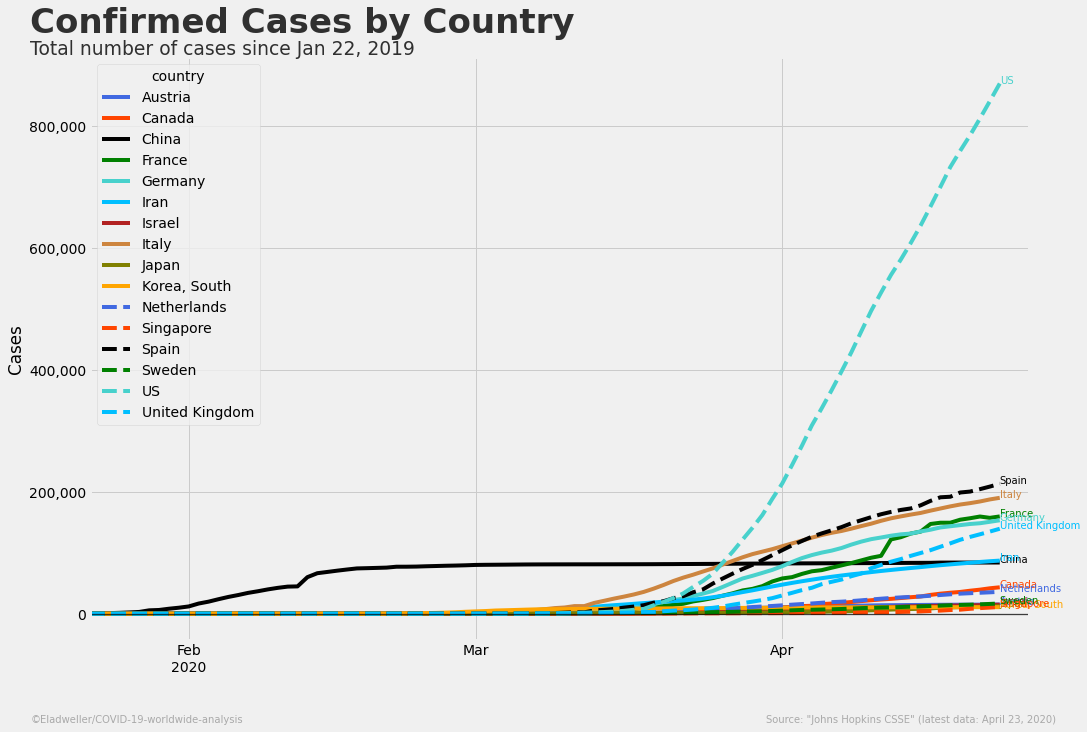 Confirmed Cases by Country
Total number of cases since Jan 22, 2019
country
Austria
Canada
China
France
Germany
Iran
Israel
Italy
Japan
Korea, South
Netherlands
Singapore
Spain
Sweden
US
United Kingdom
800,000
600,000
400,000
200,000
0
Cases
US
Spain
Italy
France
Germany
United Kingdom
China
Canada
Netherlands
Sweden
Feb
2020
Mar
Apr
©Eladweller/COVID-19-worldwide-analysis
Source: "Johns Hopkins CSSE" (latest data: April 23, 2020)